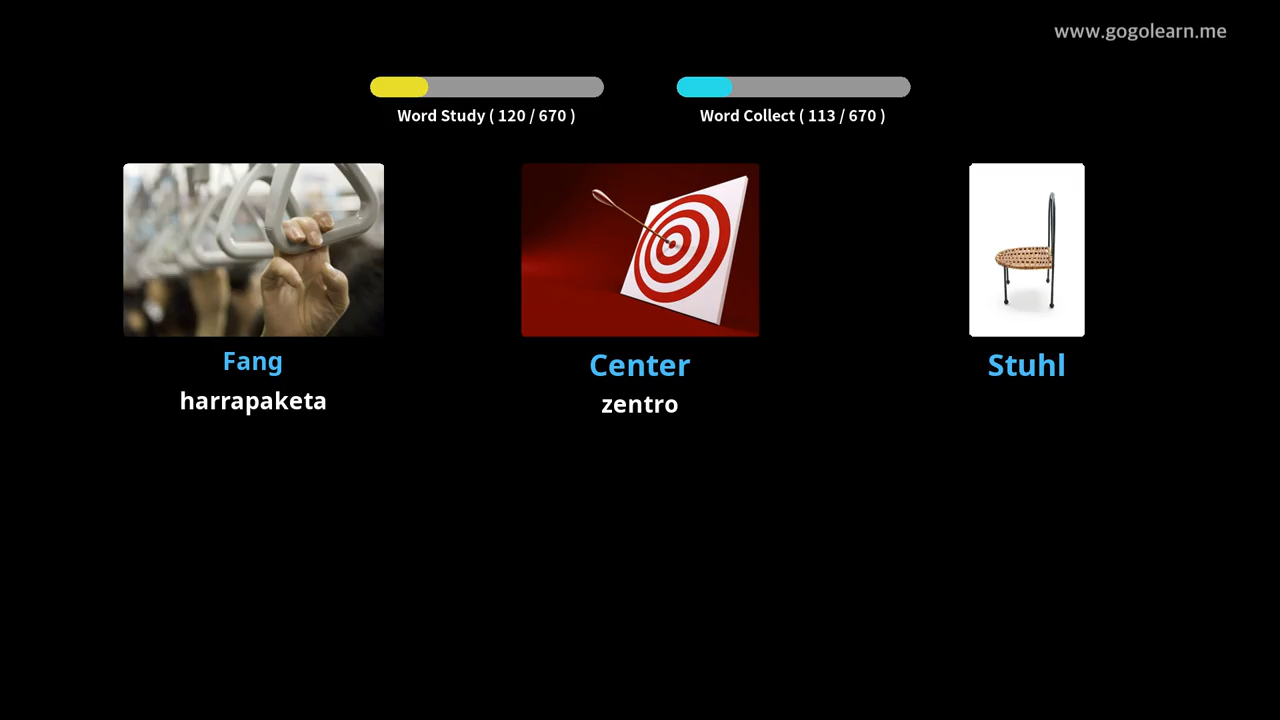 www.gogolearn.me
Word Study ( 120 / 670 )
Word Collect ( 113 / 670 )
Fang
harrapaketa
Center
zentro
Stuhl